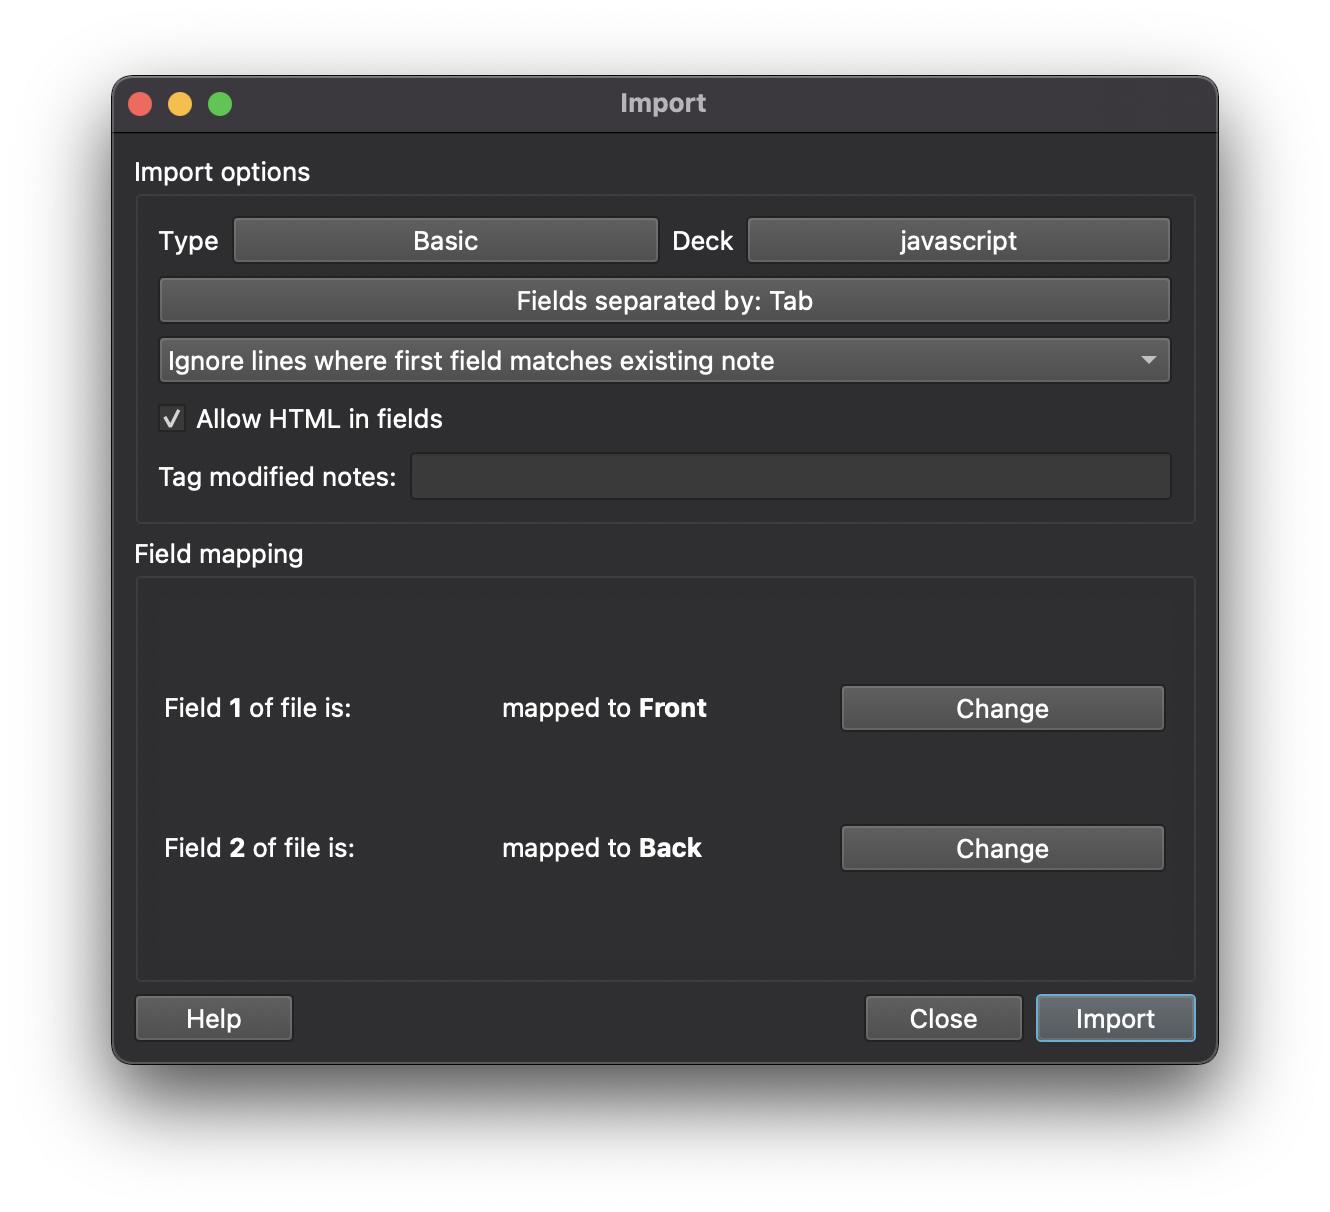 Import
Import options
Type Basic Deck javascript
Fields separated by: Tab
Ignore lines where first field matches existing note
Allow HTML in fields
Tag modified notes:
Field mapping
Field 1 of file is: mapped to Front Change
Field 2 of file is: mapped to Back Change
Help Close Import